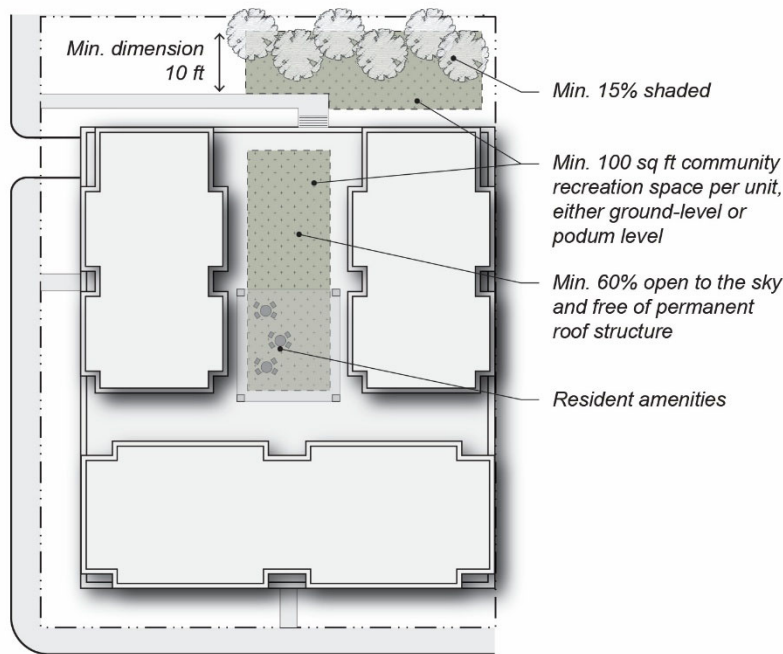 Min. dimension
10 ft
Min. 15% shaded
Min. 100 sq ft community
recreation space per unit,
either ground-level or
podum level
Min. 60% open to the sky
and free of permanent
roof structure
Resident amenities